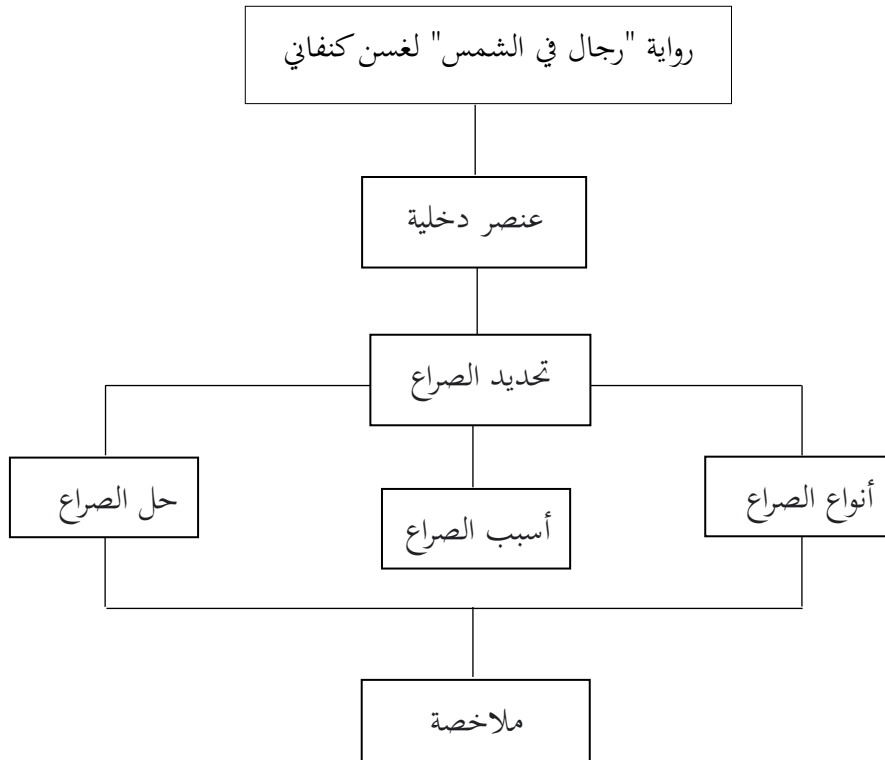 رواية "رجال في الشمس" لغسن كنفاني
عنصر دخلية
تحديد الصراع
أنواع الصراع
أسبب الصراع
حل الصراع
ملاخصة